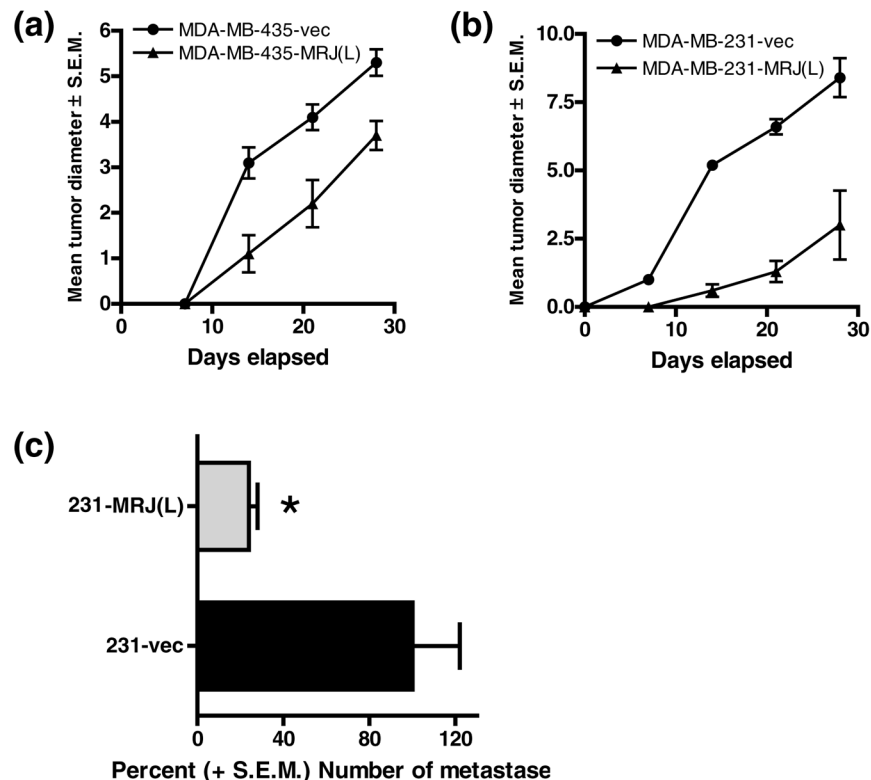 (a)
MDA-MB-435-vec
MDA-MB-435-MRJ(L)
Mean tumor diameter ± S.E.M.
6
5
4
3
2
1
0
0 10 20 30
Days elapsed
(b)
MDA-MB-231-vec
MDA-MB-231-MRJ(L)
Mean tumor diameter ± S.E.M.
10.0
7.5
5.0
2.5
0.0
0 10 20 30
Days elapsed
(c)
231-MRJ(L)
*
231-vec
0 40 80 120
Percent (+ S.E.M.) Number of metastase